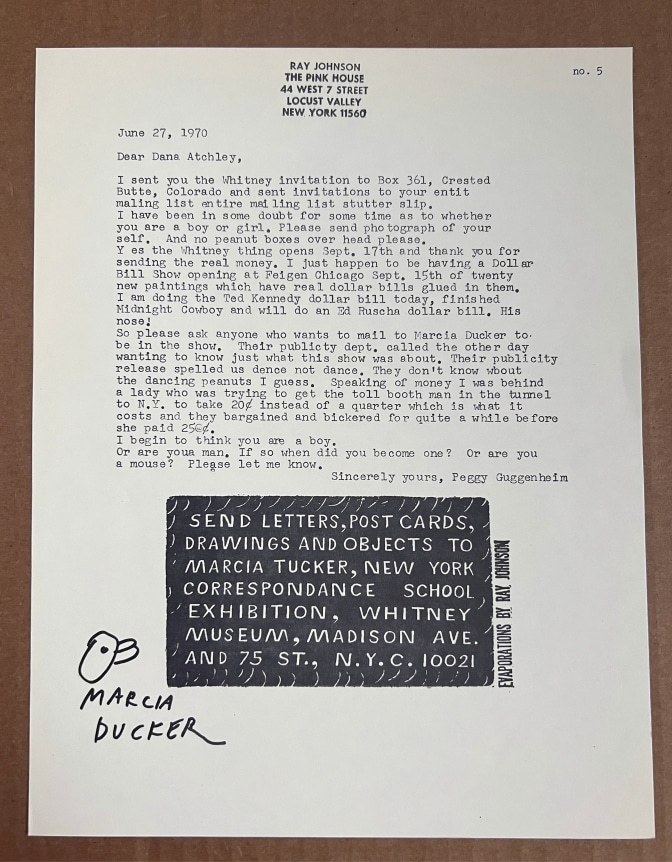 RAY JOHNSON
THE PINK HOUSE
44 WEST 7 STREET
LOCUST VALLEY
NEW YORK 11560
no. 5
June 27, 1970
Dear Dana Atchley,
I sent you the Whitney invitation to Box 361, Crested
Butte, Colorado and sent invitations to your entit
maling list entire mailing list stutter slip.
I have been in some doubt for some time as to whether
you are a boy or girl. Please send photograph of your
self. And no peanut boxes over head please.
Y es the Whitney thing opens Sept. 17th and thank you for
sending the real money. I just happen to be having a Dollar
Bill Show opening at Feigen Chicago Sept. 15th of twenty
new paintings which have real dollar bills glued in them.
I am doing the Ted Kennedy dollar bill today, finished
Midnight Cowboy and will do an Ed Ruscha dollar bill. His
nose!
So please ask anyone who wants to mail to Marcia Ducker to
be in the show. Their publicty dept. called the other day
wanting to know just what this show was about. Their publicity
release spelled us dence not dance. They don't know wbout
the dancing peanuts I guess. Speaking of money I was behind
a lady who was trying to get the toll booth man in the tunnel
to N.Y. to take 20¢ instead of a quarter which is what it
costs and they bargained and bickered for quite a while before
she paid
I begin to think you are a boy.
Or are youa man. If so when did you become one? Or are you
a mouse? Please let me know.
Sincerely yours, Peggy Guggenheim
SEND LETTERS, POST CARDS,
DRAWINGS AND OBJECTS TO
MARCIA TUCKER, NEW YORK
CORRESPONDANCE SCHOOL
EXHIBITION, WHITNEY
MUSEUM, MADISON AVE.
AND 75 ST., N.Y.C. 10021
EVAPORATIONS BY RAY JOHNSON
MARCIA
DUCKER